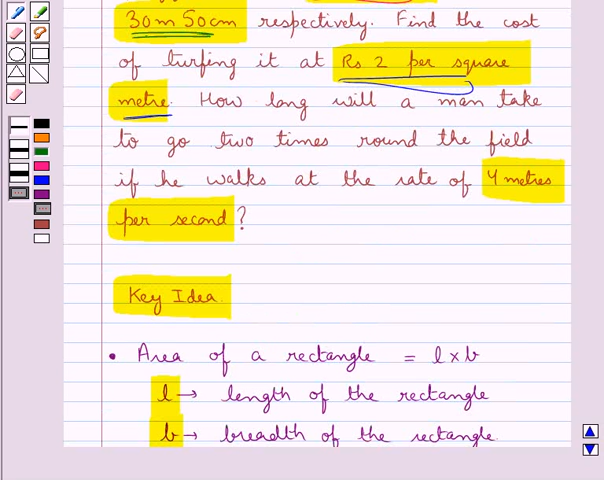 30m 50cm respectively. Find the cost
of turfing it at Rs 2 per square
metre. How long will a man take
to go two times round the field
if he walks at the rate of 4 metres
per second?
Key Idea
• Area of a rectangle = l x b
l → length of the rectangle
b → breadth of the rectangle.